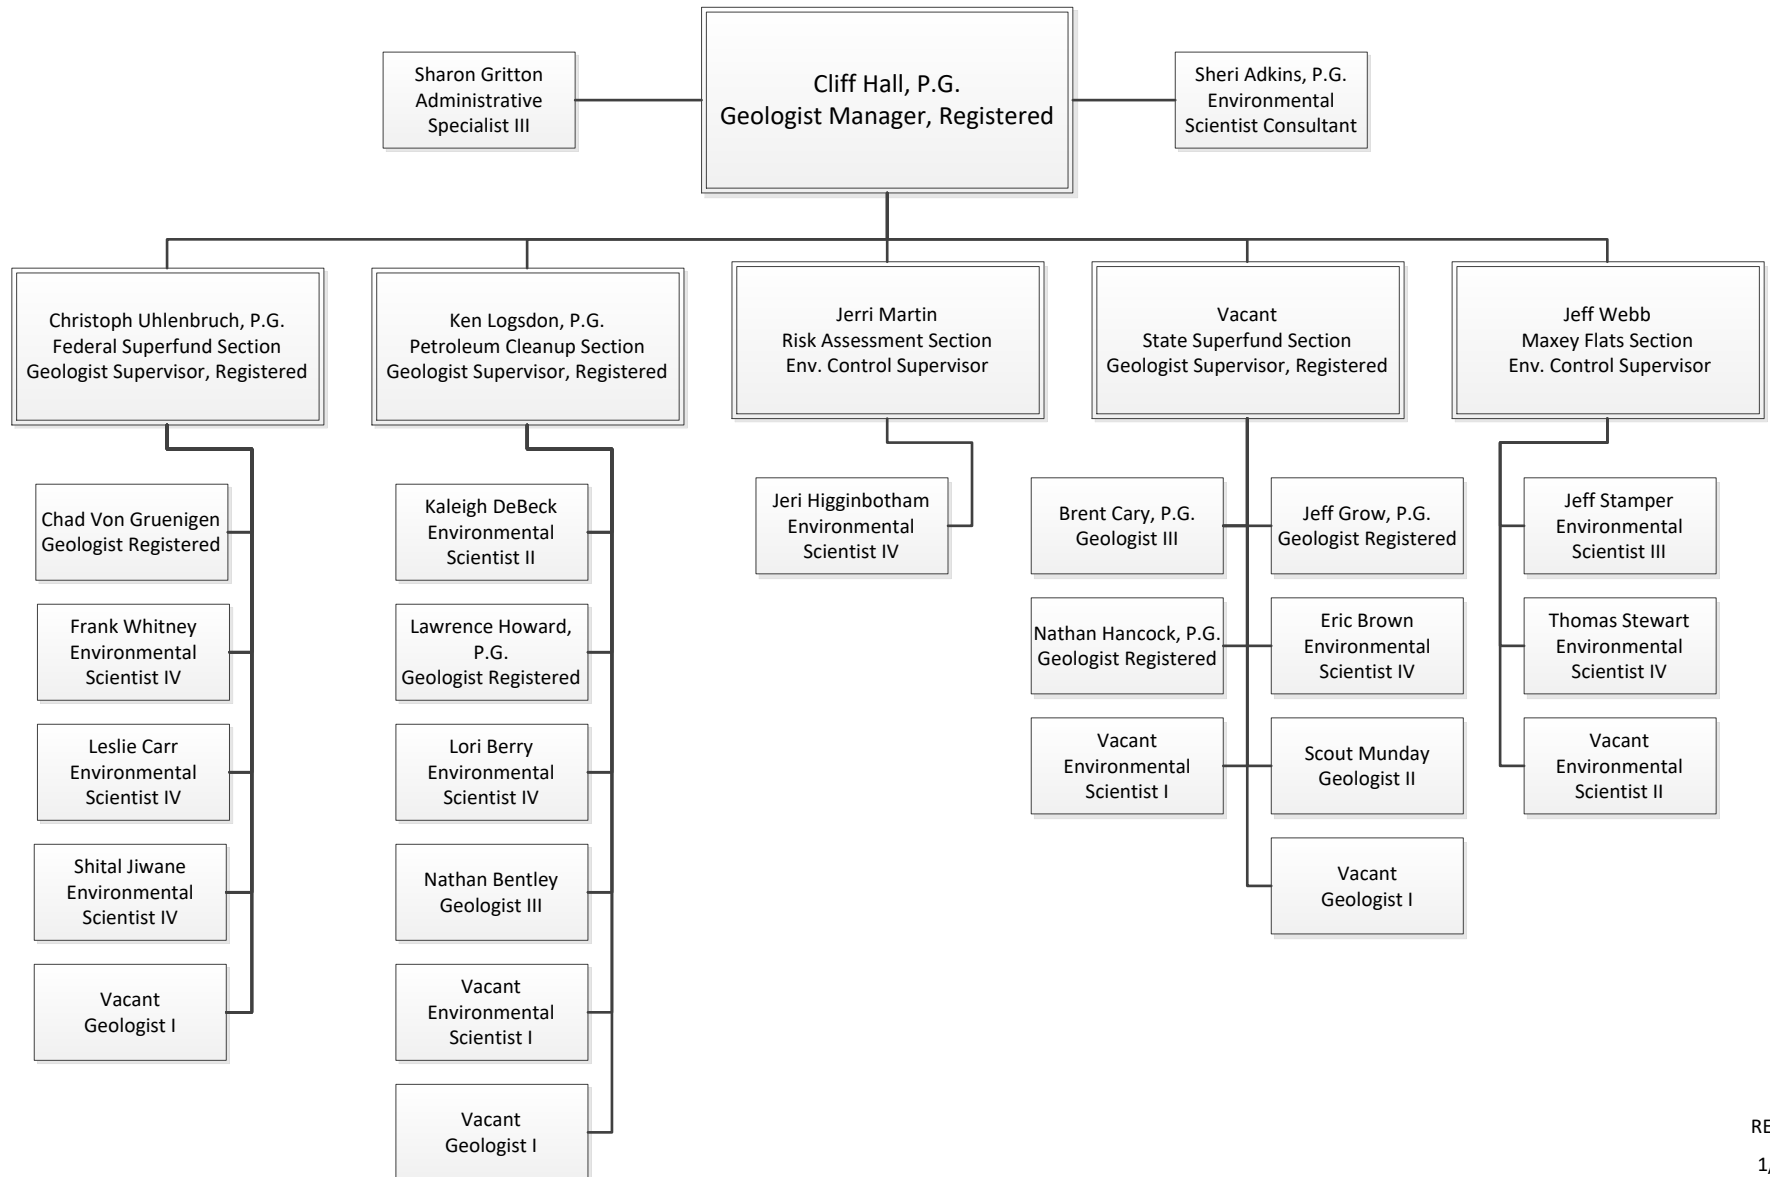 Sharon Gritton
Administrative
Specialist III
Cliff Hall, P.G.
Geologist Manager, Registered
Sheri Adkins, P.G.
Environmental
Scientist Consultant
Christoph Uhlenbruch, P.G.
Federal Superfund Section
Geologist Supervisor, Registered
Ken Logsdon, P.G.
Petroleum Cleanup Section
Geologist Supervisor, Registered
Jerri Martin
Risk Assessment Section
Env. Control Supervisor
Vacant
State Superfund Section
Geologist Supervisor, Registered
Jeff Webb
Maxey Flats Section
Env. Control Supervisor
Chad Von Gruenigen
Geologist Registered
Frank Whitney
Environmental
Scientist IV
Leslie Carr
Environmental
Scientist IV
Shital Jiwane
Environmental
Scientist IV
Vacant
Geologist I
Kaleigh DeBeck
Environmental
Scientist II
Lawrence Howard,
P.G.
Geologist Registered
Lori Berry
Environmental
Scientist IV
Nathan Bentley
Geologist III
Vacant
Environmental
Scientist I
Vacant
Geologist I
Jeri Higginbotham
Environmental
Scientist IV
Brent Cary, P.G.
Geologist III
Nathan Hancock, P.G.
Geologist Registered
Vacant
Environmental
Scientist I
Jeff Grow, P.G.
Geologist Registered
Eric Brown
Environmental
Scientist IV
Scout Munday
Geologist II
Vacant
Geologist I
Jeff Stamper
Environmental
Scientist III
Thomas Stewart
Environmental
Scientist IV
Vacant
Environmental
Scientist II